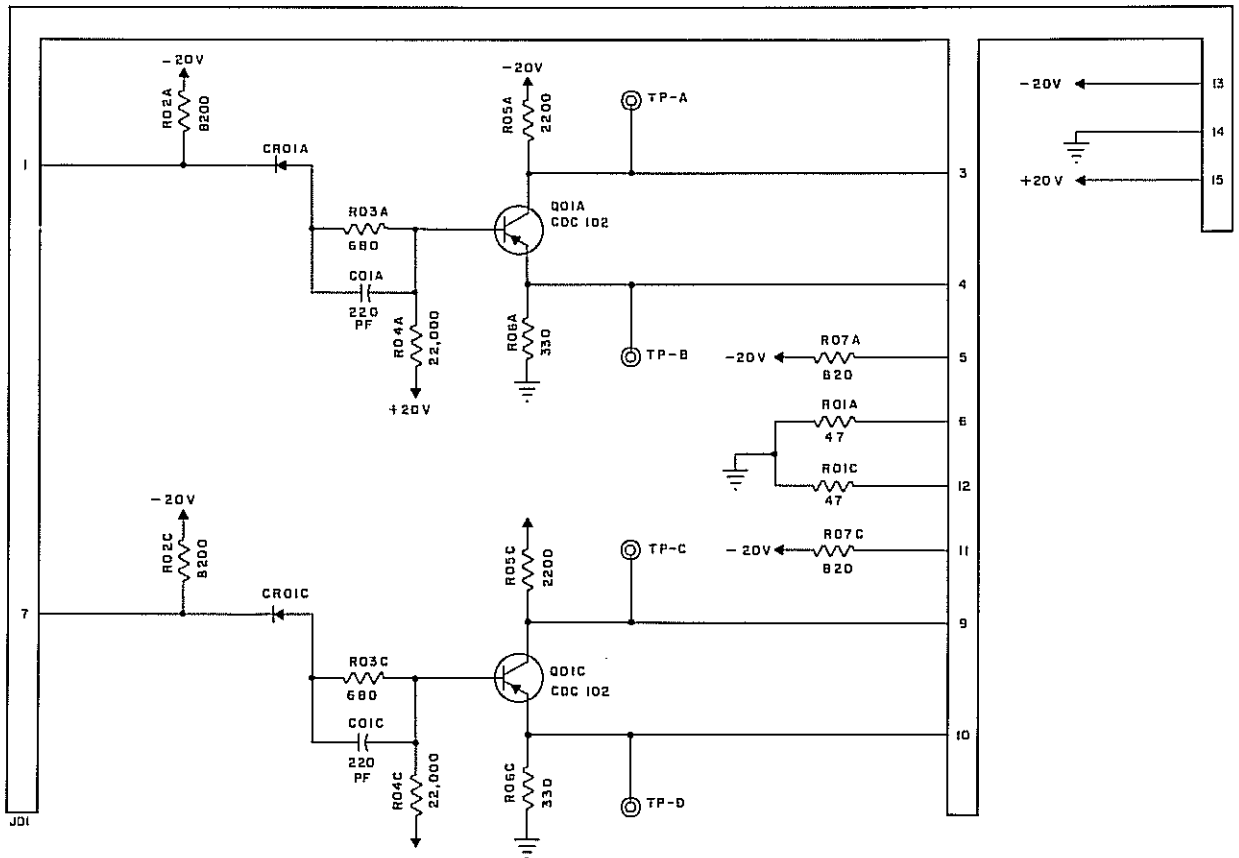 -20V
R02A
8200
1
CR01A
R03A
680
C01A
220
PF
R04A
22,000
+20V
-20V
R05A
2200
Q01A
CDC 102
R06A
330
TP-A
TP-B
3
4
-20V
R07A
820
5
R01A
47
6
R01C
47
12
-20V
R07C
820
11
-20V
13
14
+20V
15
-20V
R02C
8200
7
CR01C
R03C
680
C01C
220
PF
R04C
22,000
R05C
2200
Q01C
CDC 102
R06C
330
TP-C
TP-D
9
10
JD1